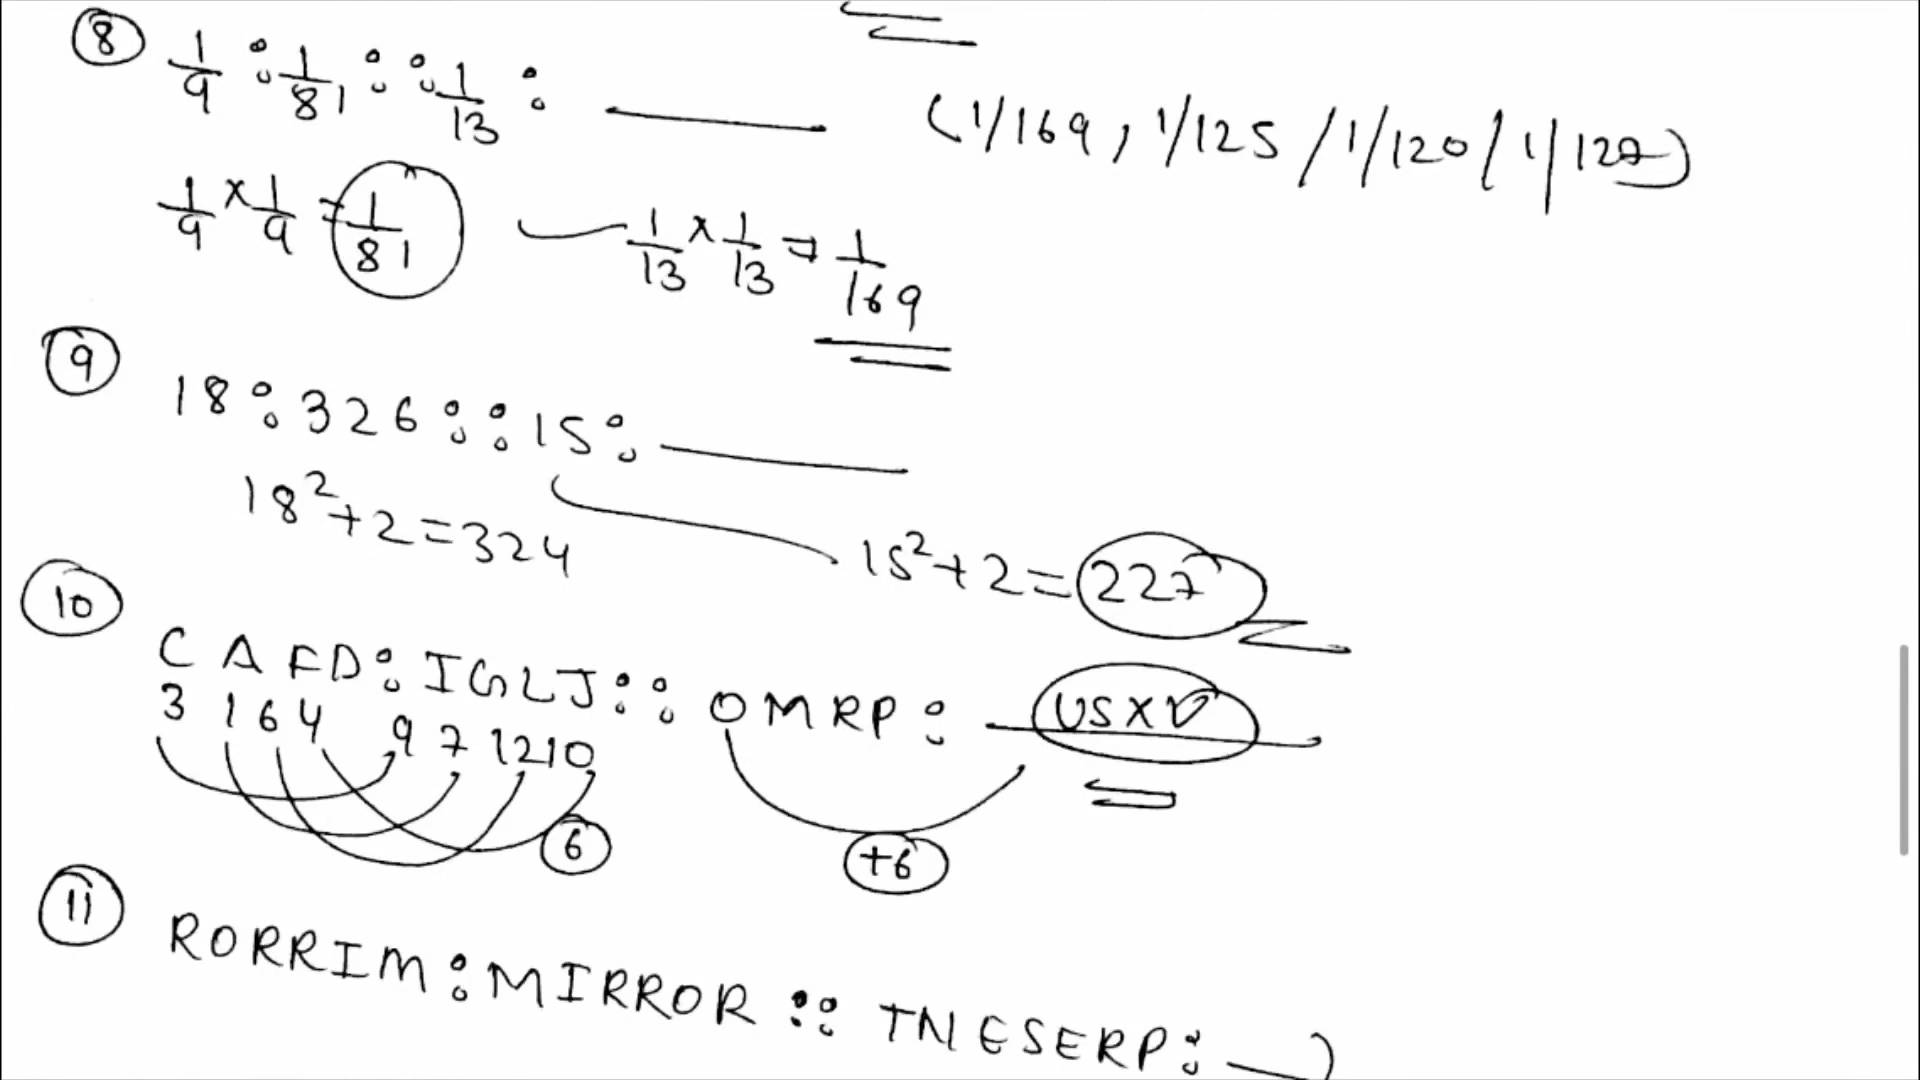 8 1/9 : 1/81 :: 1/13 : ______ (1/169, 1/125 / 1/120 / 1/127)
1/9 x 1/9 = 1/81 1/13 x 1/13 = 1/169
9 18 : 326 :: 15 : ______
18²+2=324 15²+2=227
10 CAFD : IGLJ :: OMRP : USXV
3 1 6 4 9 7 12 10
6 +6
11 RORRIM : MIRROR :: TNESERP : __)